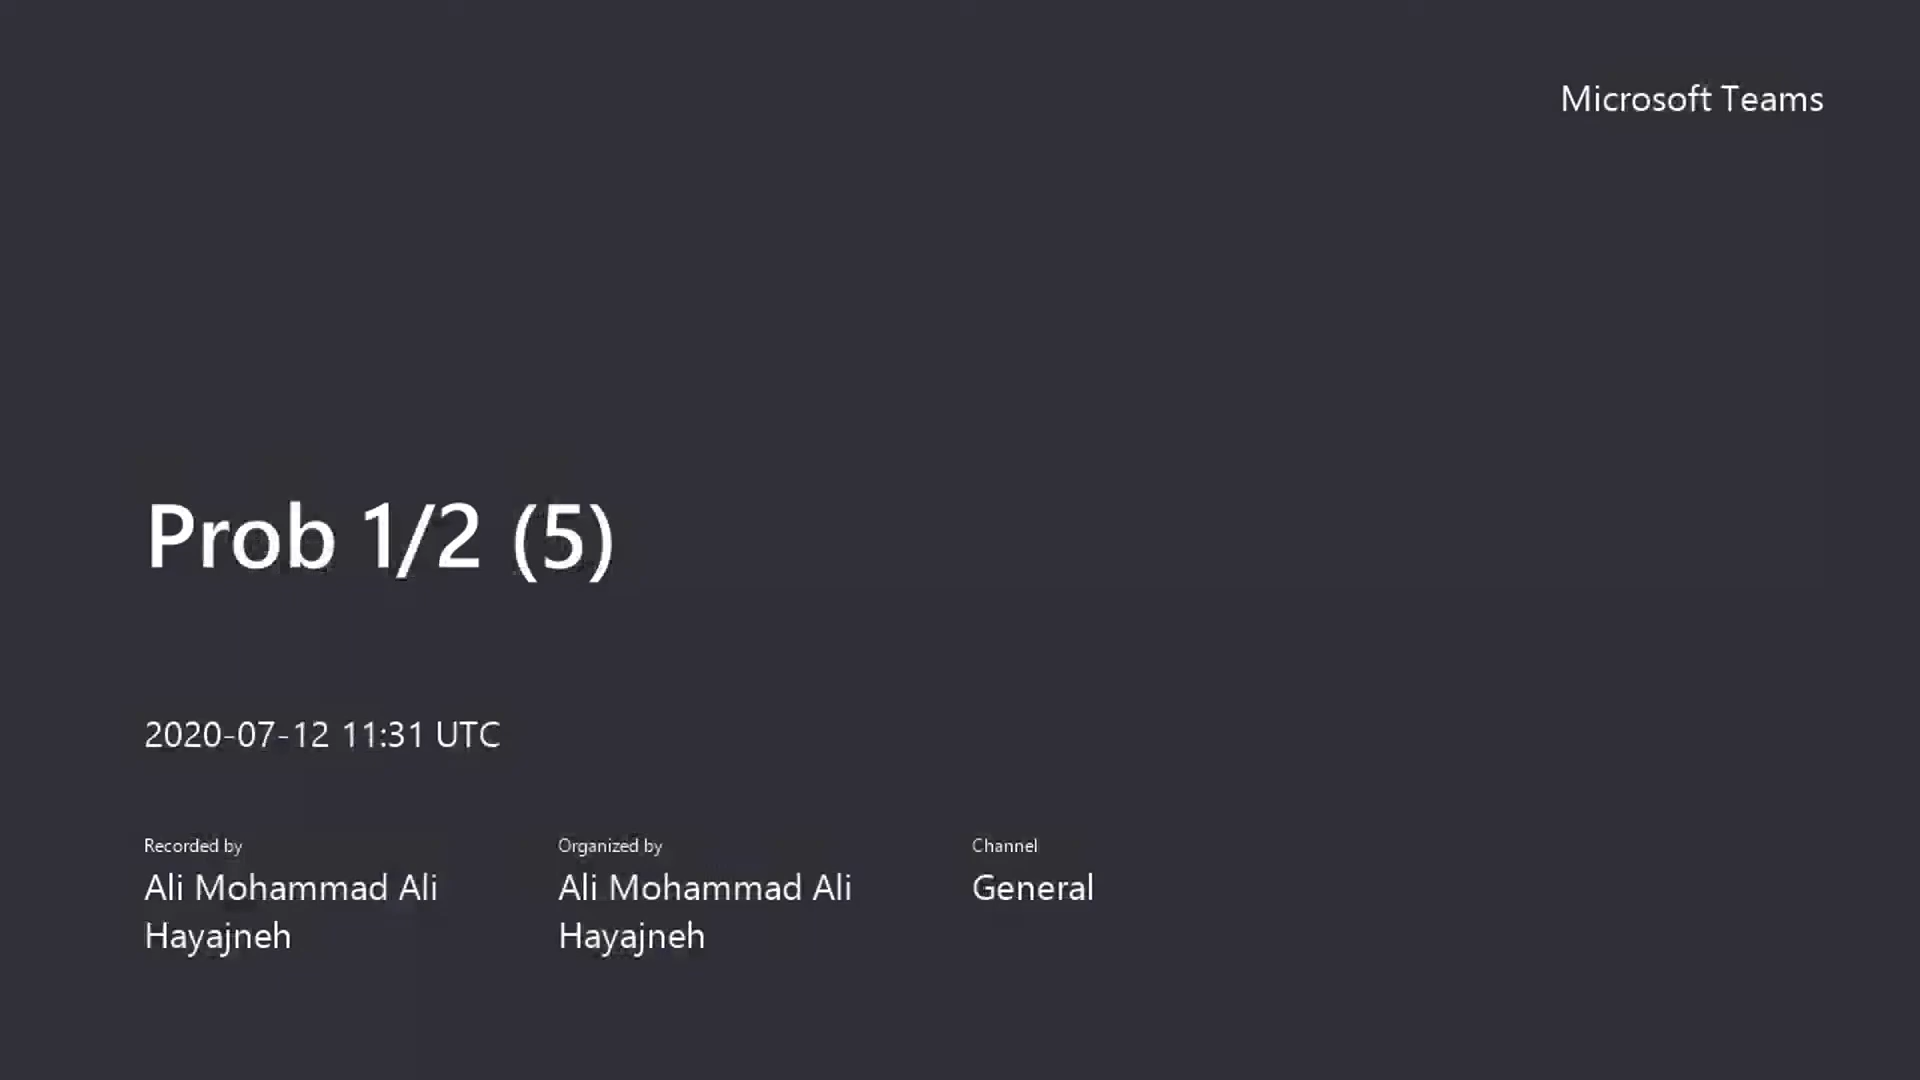 Microsoft Teams
Prob 1/2 (5)
2020-07-12 11:31 UTC
Recorded by
Ali Mohammad Ali
Hayajneh
Organized by
Ali Mohammad Ali
Hayajneh
Channel
General